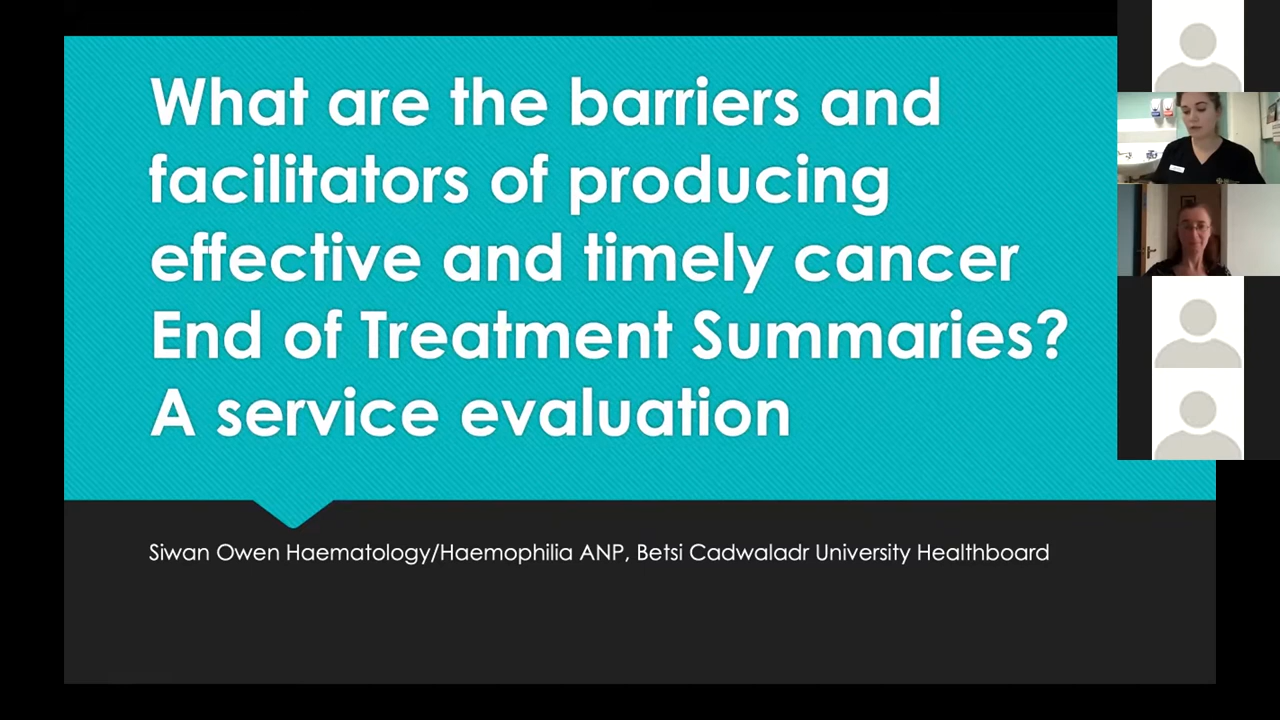 What are the barriers and
facilitators of producing
effective and timely cancer
End of Treatment Summaries?
A service evaluation
Siwan Owen Haematology/Haemophilia ANP, Betsi Cadwaladr University Healthboard